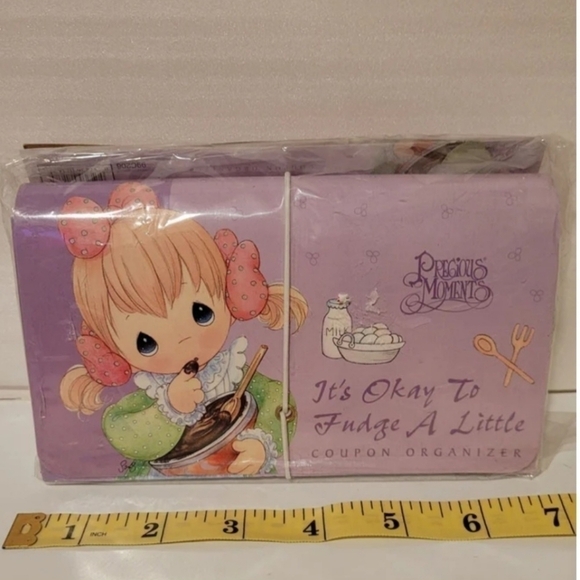 PRECIOUS MOMENTS
MILK
It's Okay To
Fudge A Little
COUPON ORGANIZER
1 INCH 2 3 4 5 6 7